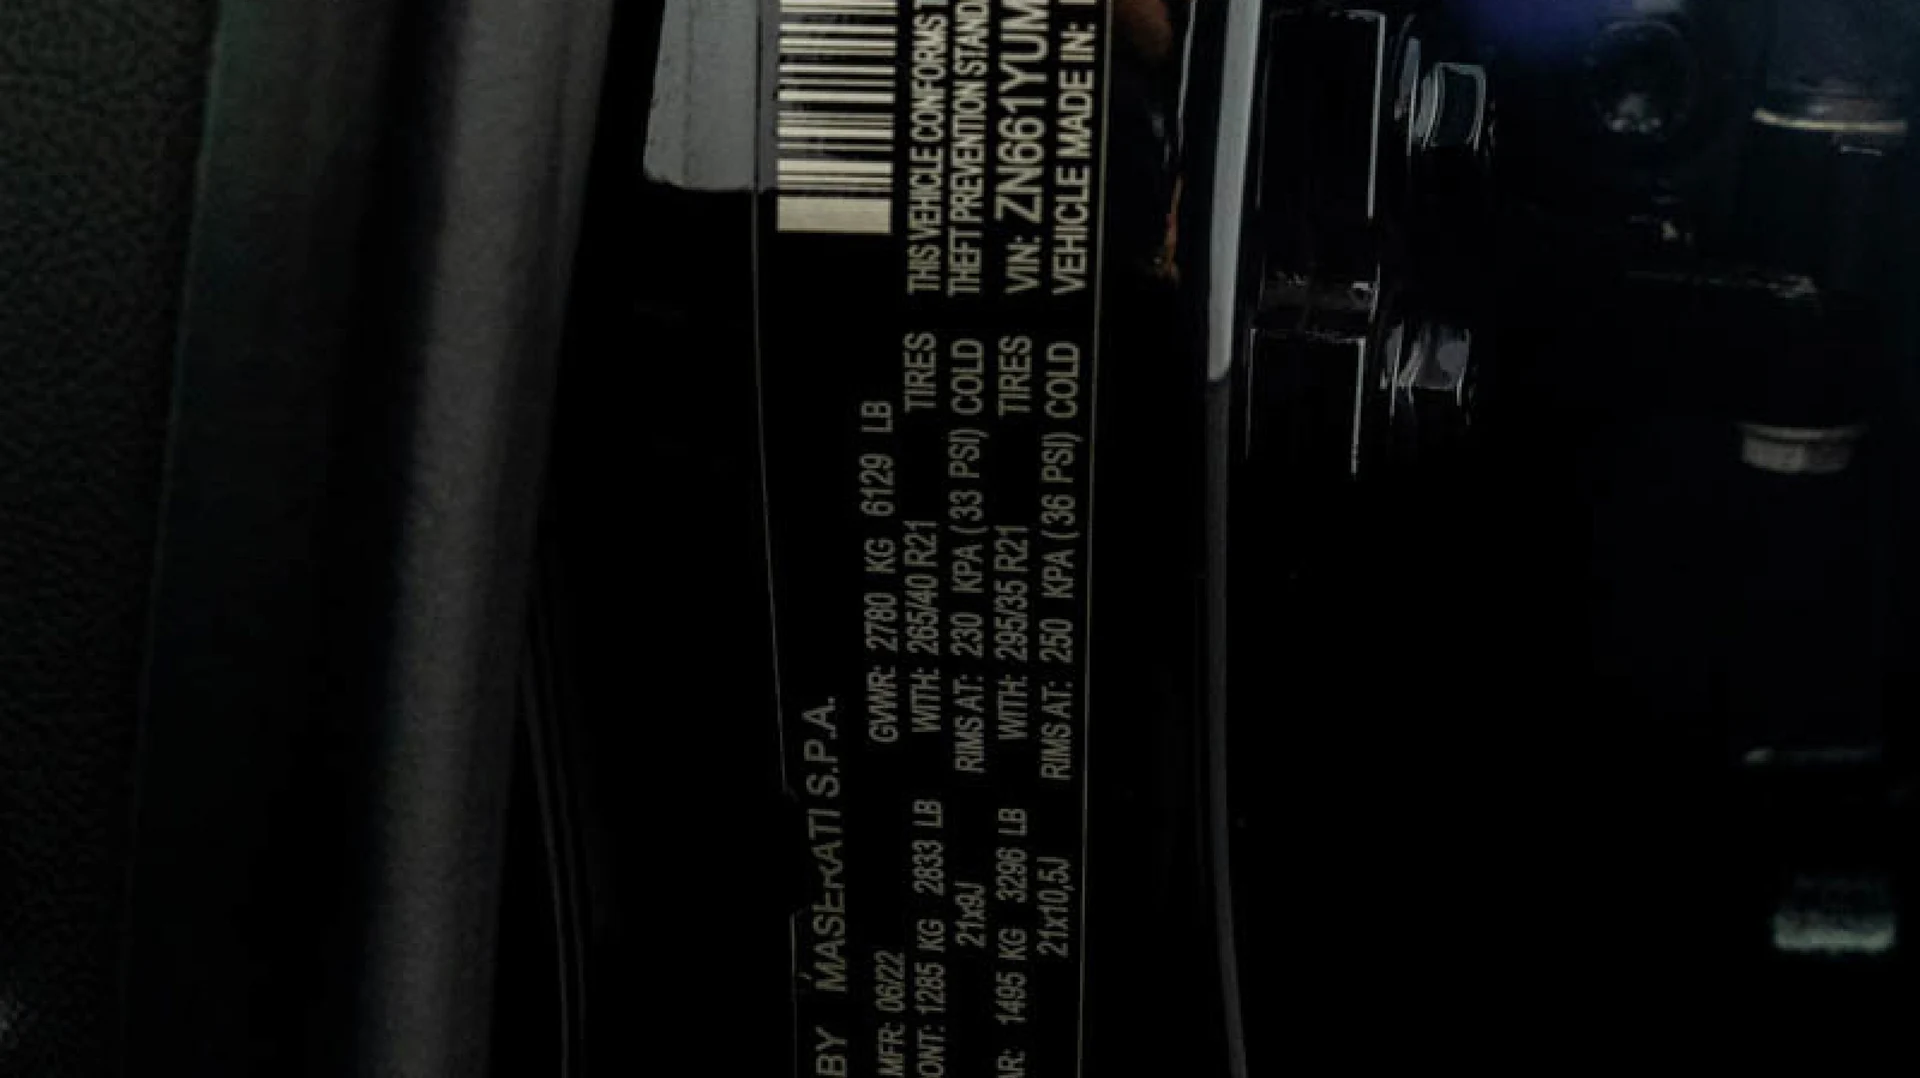 BY MASERATI S.P.A.
MFR: 06/22 GVWR: 2780 KG 6129 LB
ONT: 1285 KG 2833 LB WITH: 265/40 R21 TIRES THIS VEHICLE CONFORMS T
21x9J RIMS AT: 230 KPA (33 PSI) COLD THEFT PREVENTION STANDA
AR: 1495 KG 3296 LB WITH: 295/35 R21 TIRES VIN: ZN661YUM
21x10,5J RIMS AT: 250 KPA (36 PSI) COLD VEHICLE MADE IN: